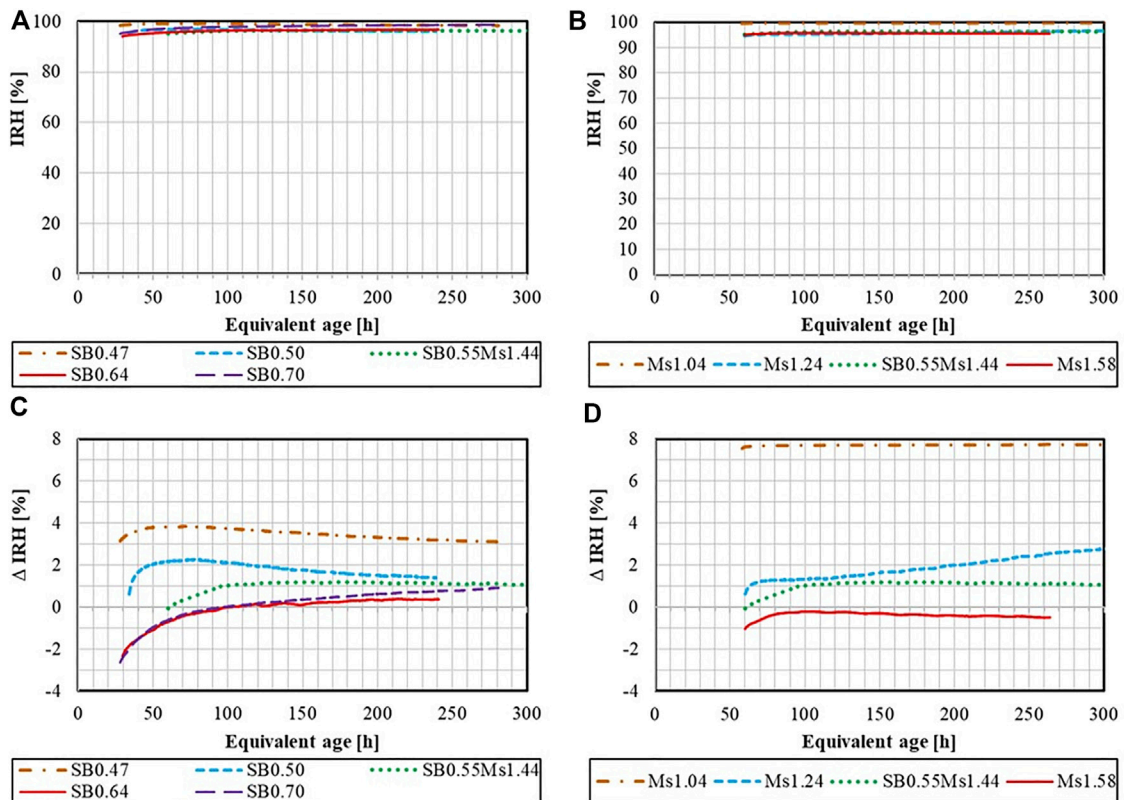 A
IRH [%]
100
80
60
40
20
0
0 50 100 150 200 250 300
Equivalent age [h]
SB0.47 SB0.50 SB0.55Ms1.44
SB0.64 SB0.70
B
IRH [%]
100
90
80
70
60
50
40
30
20
10
0
0 50 100 150 200 250 300
Equivalent age [h]
Ms1.04 Ms1.24 SB0.55Ms1.44 Ms1.58
C
Δ IRH [%]
8
6
4
2
0
-2
-4
0 50 100 150 200 250 300
Equivalent age [h]
SB0.47 SB0.50 SB0.55Ms1.44
SB0.64 SB0.70
D
Δ IRH [%]
8
6
4
2
0
-2
-4
0 50 100 150 200 250 300
Equivalent age [h]
Ms1.04 Ms1.24 SB0.55Ms1.44 Ms1.58